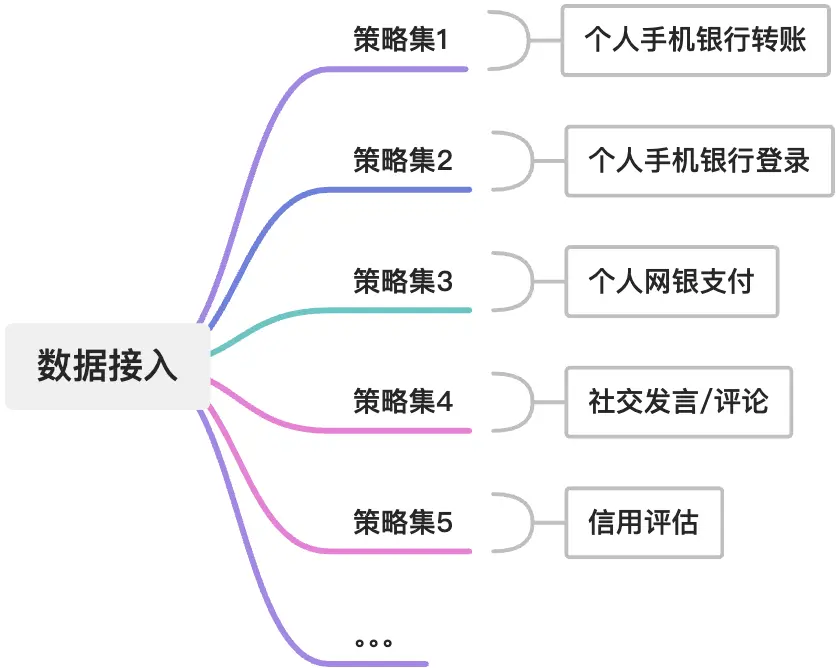 策略集1
个人手机银行转账
策略集2
个人手机银行登录
策略集3
个人网银支付
数据接入
策略集4
社交发言/评论
策略集5
信用评估
。。。